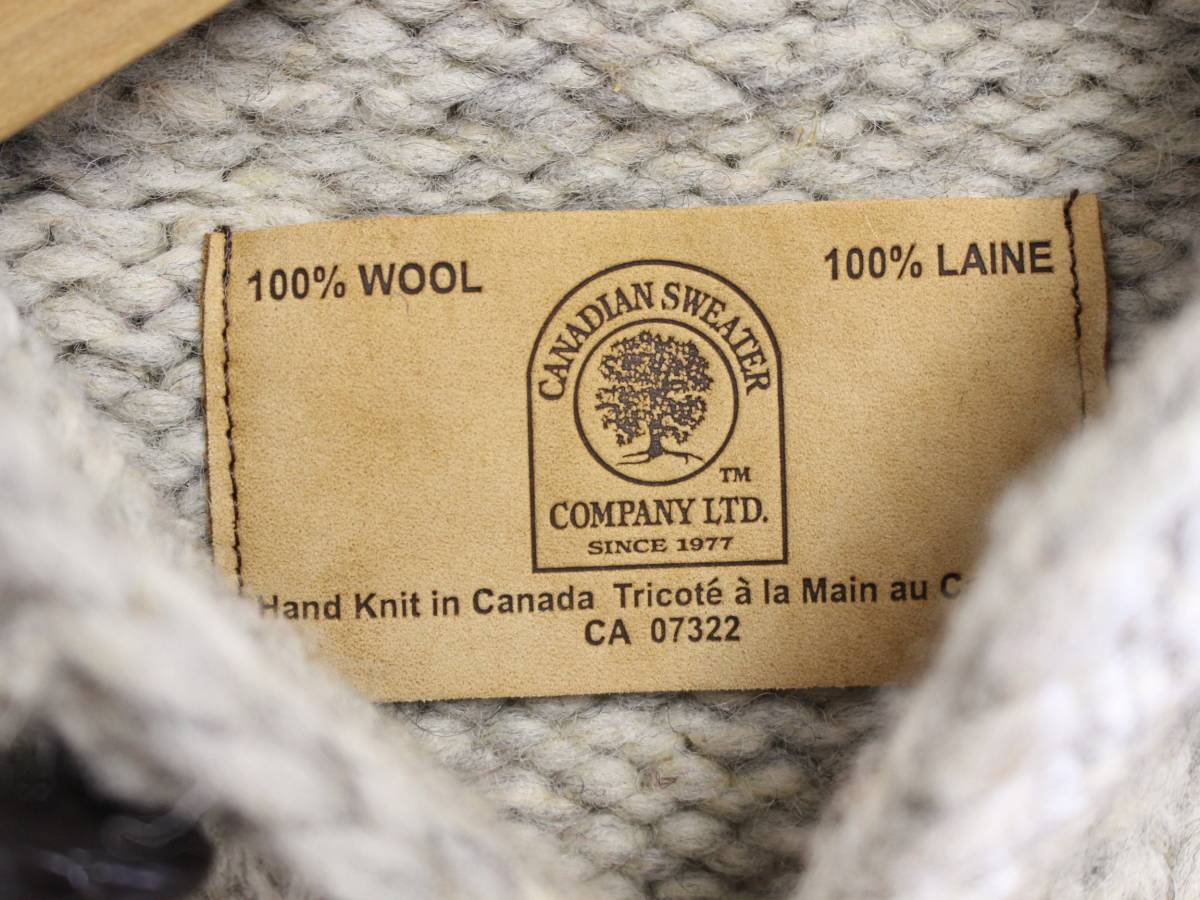 100% WOOL
100% LAINE
CANADIAN SWEATER
TM
COMPANY LTD.
SINCE 1977
Hand Knit in Canada Tricoté à la Main au
CA 07322